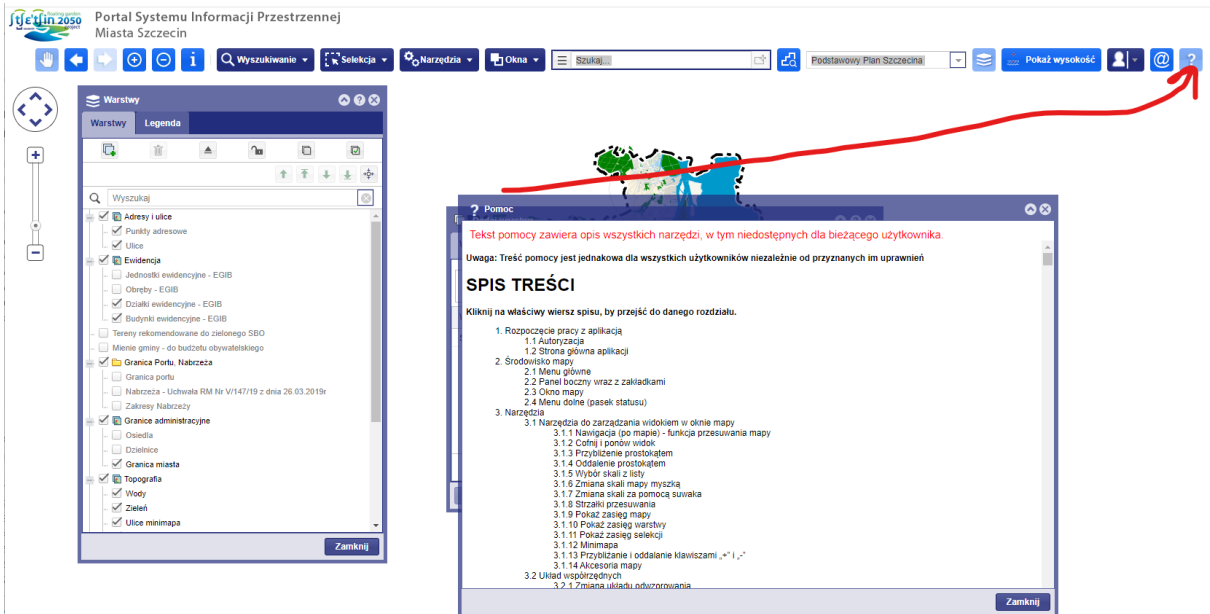 floating garden
2050
project
Portal Systemu Informacji Przestrzennej
Miasta Szczecin
Wyszukiwanie
Selekcja
Narzędzia
Okna
Szukaj...
Podstawowy Plan Szczecina
Pokaż wysokość
@
?
Warstwy
Warstwy
Legenda
Wyszukaj
Adresy i ulice
Punkty adresowe
Ulice
Ewidencja
Jednostki ewidencyjne - EGIB
Obręby - EGIB
Działki ewidencyjne - EGIB
Budynki ewidencyjne - EGIB
Tereny rekomendowane do zielonego SBO
Mienie gminy - do budżetu obywatelskiego
Granica Portu, Nabrzeża
Granica portu
Nabrzeża - Uchwała RM Nr V/147/19 z dnia 26.03.2019r
Zakresy Nabrzeży
Granice administracyjne
Osiedla
Dzielnice
Granica miasta
Topografia
Wody
Zieleń
Ulice minimapa
Zamknij
? Pomoc
Tekst pomocy zawiera opis wszystkich narzędzi, w tym niedostępnych dla bieżącego użytkownika.
Uwaga: Treść pomocy jest jednakowa dla wszystkich użytkowników niezależnie od przyznanych im uprawnień
SPIS TREŚCI
Kliknij na właściwy wiersz spisu, by przejść do danego rozdziału.
1. Rozpoczęcie pracy z aplikacją
1.1 Autoryzacja
1.2 Strona główna aplikacji
2. Środowisko mapy
2.1 Menu główne
2.2 Panel boczny wraz z zakładkami
2.3 Okno mapy
2.4 Menu dolne (pasek statusu)
3. Narzędzia
3.1 Narzędzia do zarządzania widokiem w oknie mapy
3.1.1 Nawigacja (po mapie) - funkcja przesuwania mapy
3.1.2 Cofnij i ponów widok
3.1.3 Przybliżenie prostokątem
3.1.4 Oddalenie prostokątem
3.1.5 Wybór skali z listy
3.1.6 Zmiana skali mapy myszką
3.1.7 Zmiana skali za pomocą suwaka
3.1.8 Strzałki przesuwania
3.1.9 Pokaż zasięg mapy
3.1.10 Pokaż zasięg warstwy
3.1.11 Pokaż zasięg selekcji
3.1.12 Minimapa
3.1.13 Przybliżanie i oddalanie klawiszami „+" i „-"
3.1.14 Akcesoria mapy
3.2 Układ współrzędnych
3.2.1 Zmiana układu odwzorowania
Zamknij